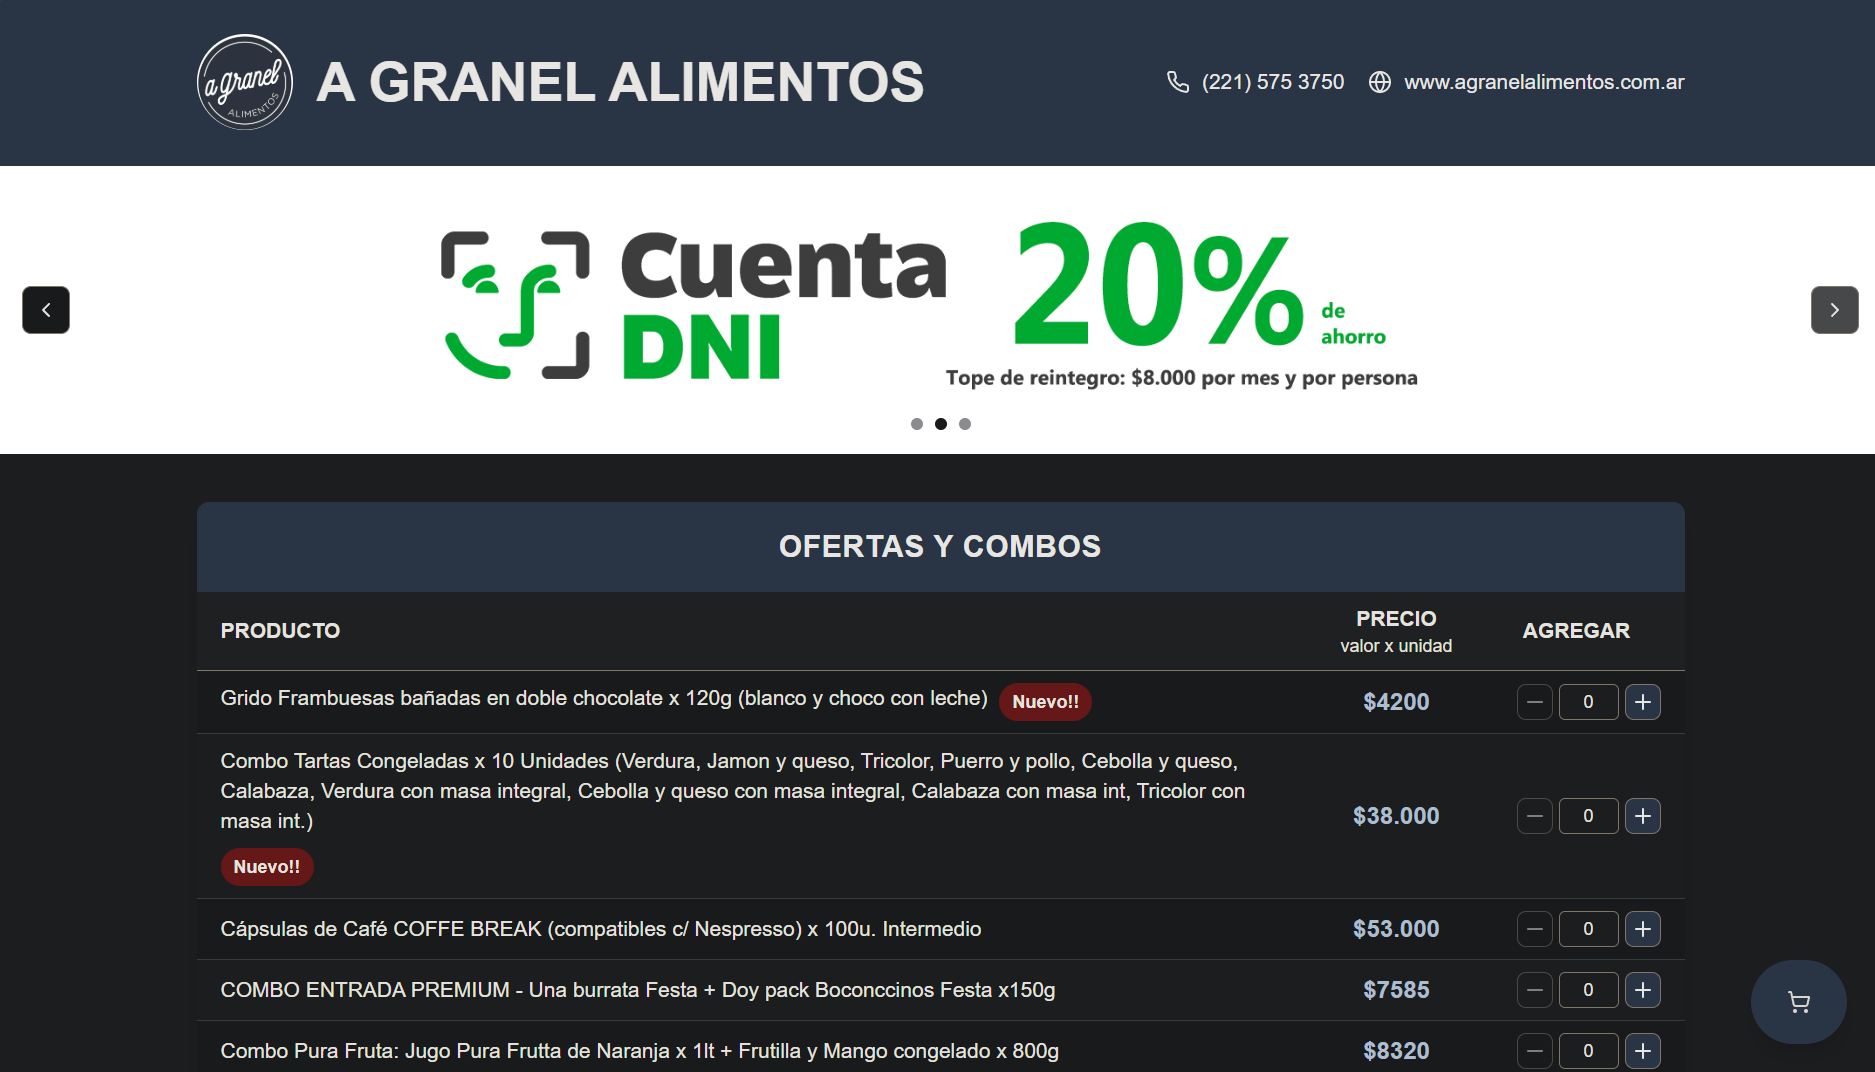 a granel
ALIMENTOS
A GRANEL ALIMENTOS
(221) 575 3750
www.agranelalimentos.com.ar
Cuenta
DNI
20%
de
ahorro
Tope de reintegro: $8.000 por mes y por persona
OFERTAS Y COMBOS
PRODUCTO
PRECIO
valor x unidad
AGREGAR
Grido Frambuesas bañadas en doble chocolate x 120g (blanco y choco con leche) Nuevo!!
$4200
0
Combo Tartas Congeladas x 10 Unidades (Verdura, Jamon y queso, Tricolor, Puerro y pollo, Cebolla y queso,
Calabaza, Verdura con masa integral, Cebolla y queso con masa integral, Calabaza con masa int, Tricolor con
masa int.)
Nuevo!!
$38.000
0
Cápsulas de Café COFFE BREAK (compatibles c/ Nespresso) x 100u. Intermedio
$53.000
0
COMBO ENTRADA PREMIUM - Una burrata Festa + Doy pack Boconccinos Festa x150g
$7585
0
Combo Pura Fruta: Jugo Pura Frutta de Naranja x 1lt + Frutilla y Mango congelado x 800g
$8320
0